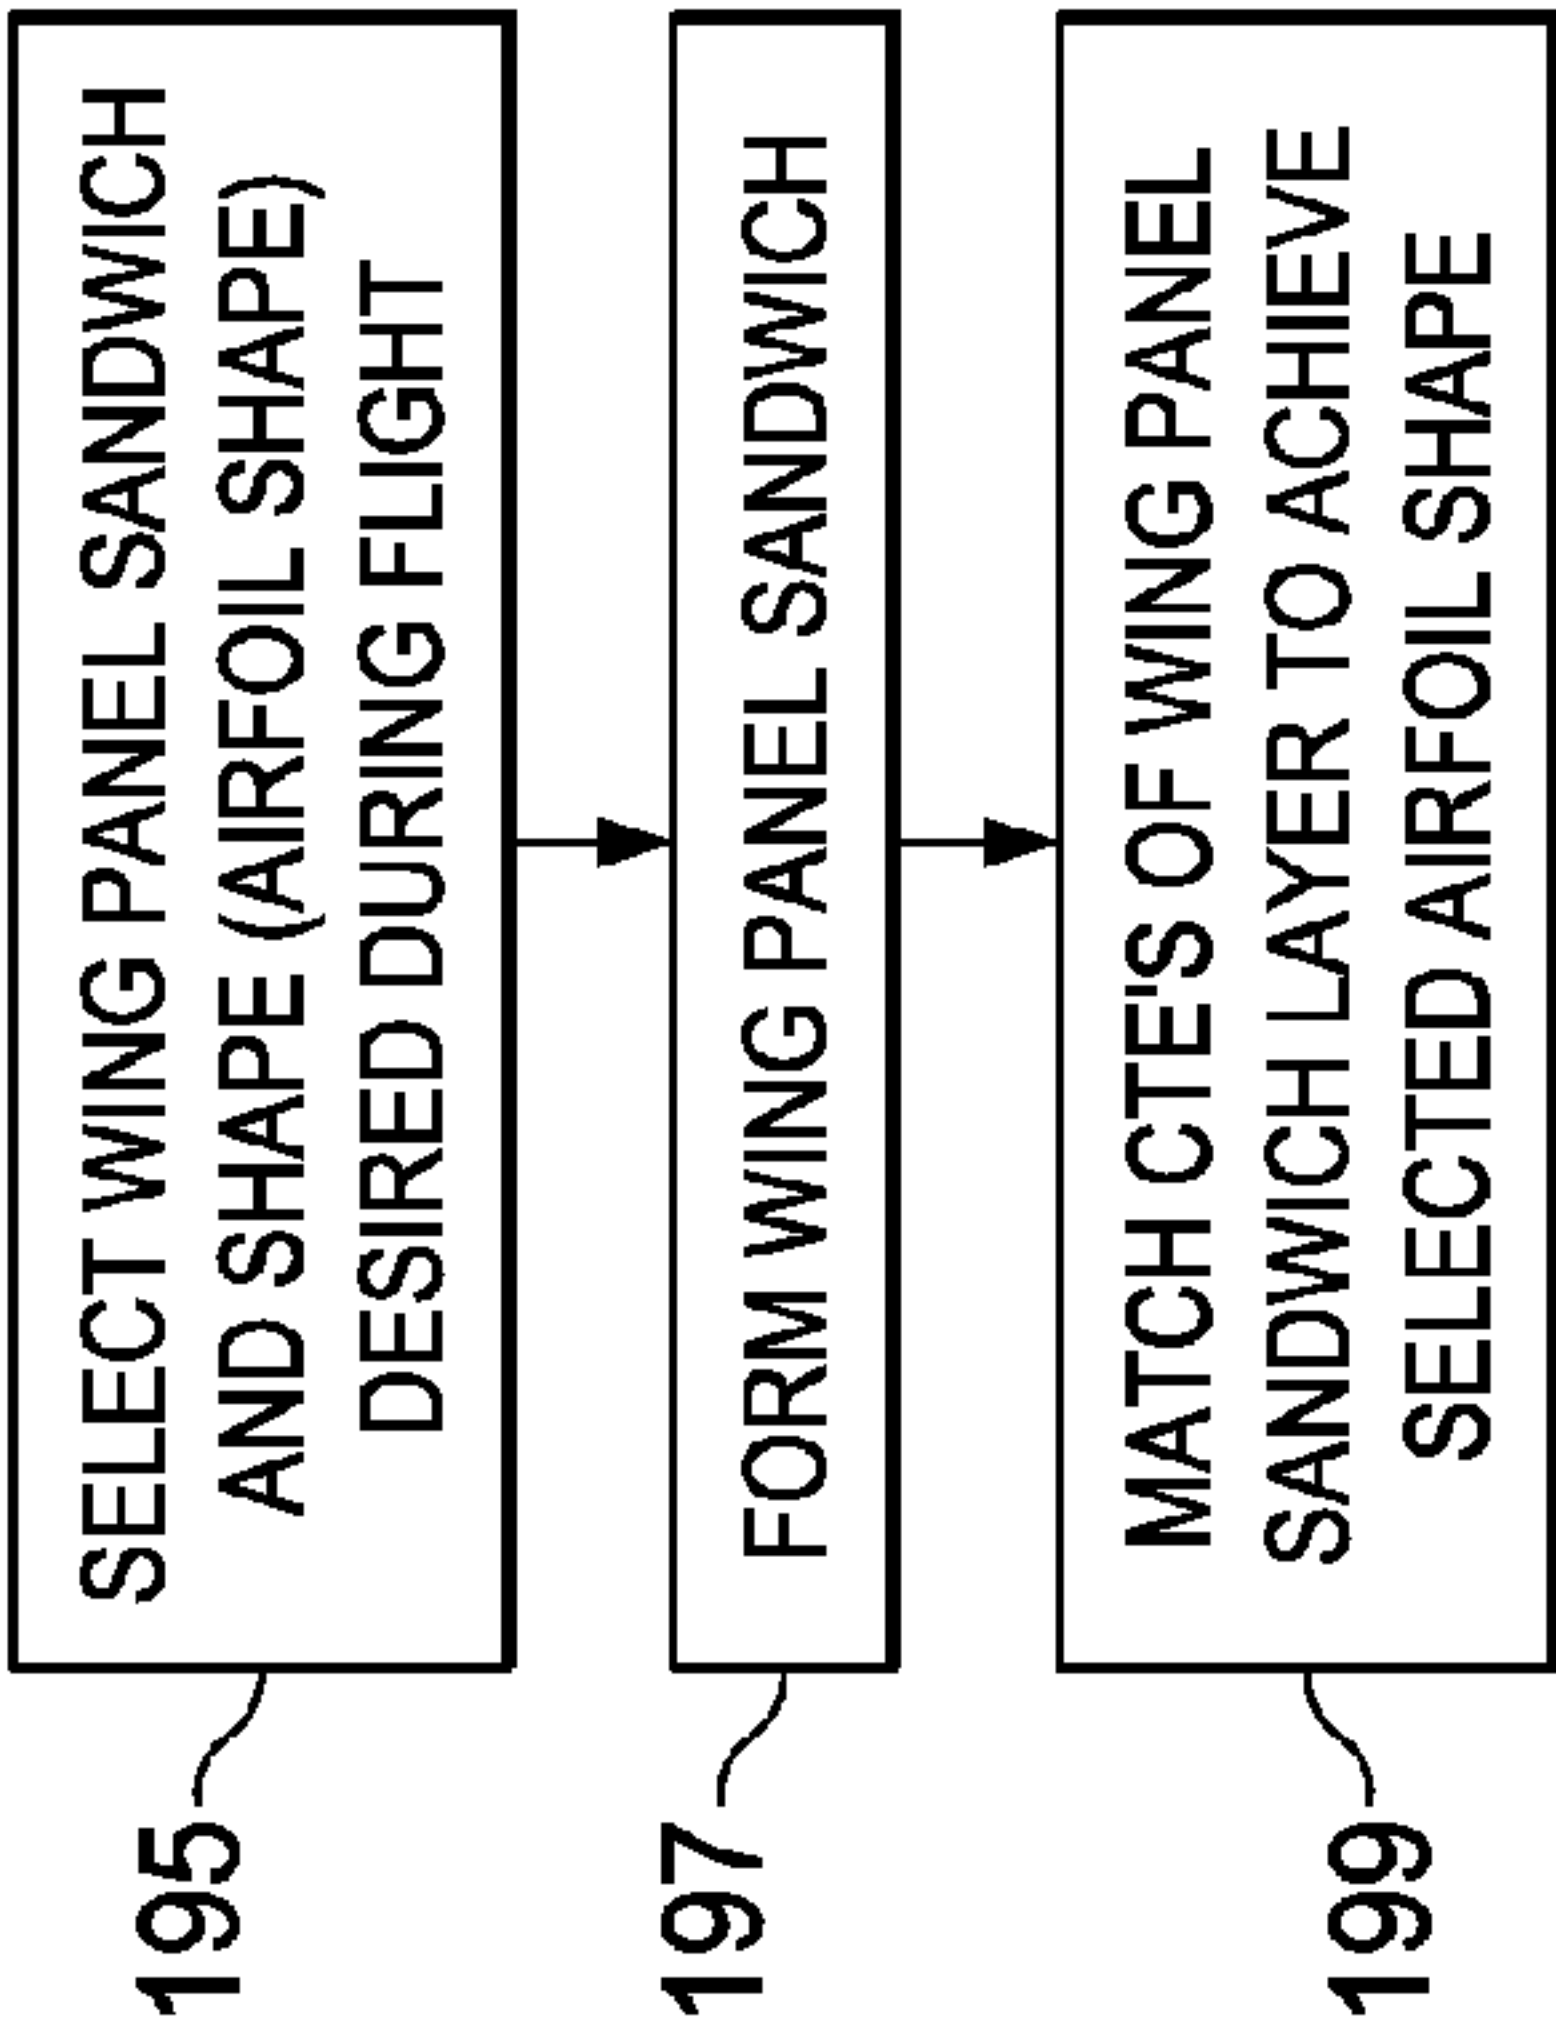 195
SELECT WING PANEL SANDWICH
AND SHAPE (AIRFOIL SHAPE)
DESIRED DURING FLIGHT
197
FORM WING PANEL SANDWICH
199
MATCH CTE'S OF WING PANEL
SANDWICH LAYER TO ACHIEVE
SELECTED AIRFOIL SHAPE